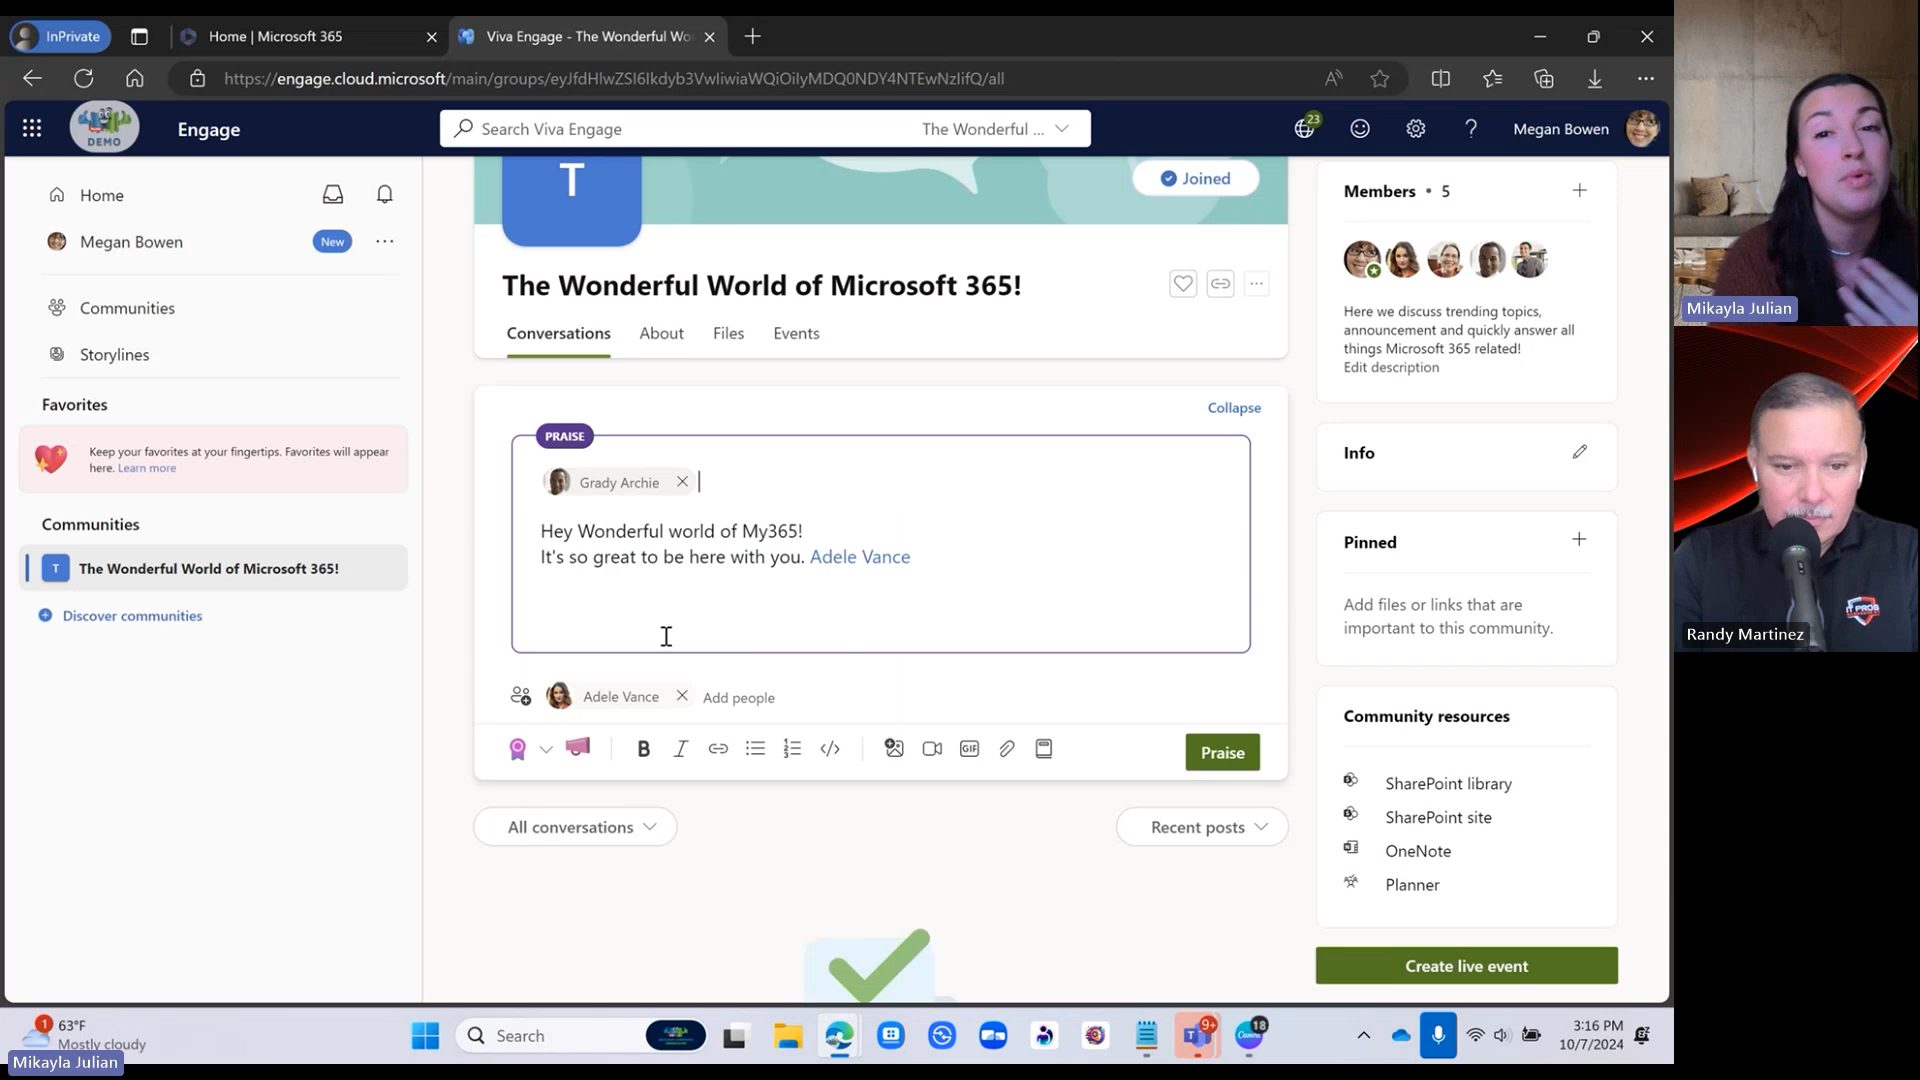 InPrivate
Home | Microsoft 365
Viva Engage - The Wonderful Wo
https://engage.cloud.microsoft/main/groups/eyJfdHlwZSI6Ikdyb3VwIiwiaWQiOiIyMDQ0NDY4NTEwNzIifQ/all
DEMO
Engage
Search Viva Engage
The Wonderful ...
23
Megan Bowen
Home
Megan Bowen
New
Communities
Storylines
Favorites
Keep your favorites at your fingertips. Favorites will appear
here. Learn more
Communities
T
The Wonderful World of Microsoft 365!
Discover communities
T
Joined
The Wonderful World of Microsoft 365!
Conversations
About
Files
Events
Collapse
PRAISE
Grady Archie
Hey Wonderful world of My365!
It's so great to be here with you. Adele Vance
Adele Vance
Add people
B
I
GIF
Praise
All conversations
Recent posts
Members • 5
Here we discuss trending topics,
announcement and quickly answer all
things Microsoft 365 related!
Edit description
Info
Pinned
Add files or links that are
important to this community.
Community resources
SharePoint library
SharePoint site
OneNote
Planner
Create live event
Mikayla Julian
IT PROS
Randy Martinez
1
63°F
Mostly cloudy
Search
9+
Canva
18
3:16 PM
10/7/2024
Mikayla Julian